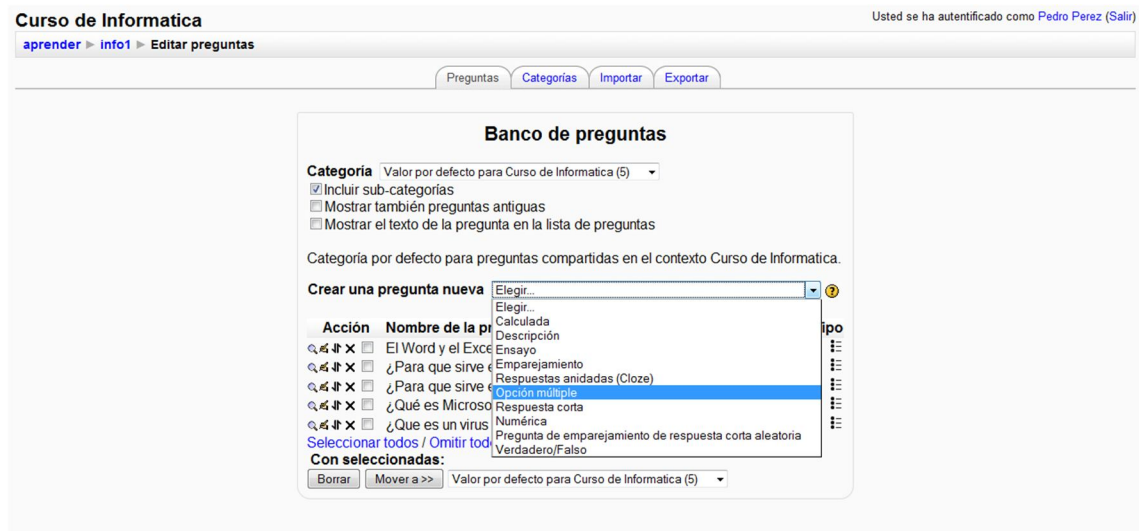 Curso de Informatica
Usted se ha autentificado como Pedro Perez (Salir)
aprender ► info1 ► Editar preguntas
Preguntas Categorías Importar Exportar
Banco de preguntas
Categoría Valor por defecto para Curso de Informatica (5)
Incluir sub-categorías
Mostrar también preguntas antiguas
Mostrar el texto de la pregunta en la lista de preguntas
Categoría por defecto para preguntas compartidas en el contexto Curso de Informatica.
Crear una pregunta nueva Elegir...
Elegir...
Calculada
Descripción
Ensayo
Emparejamiento
Respuestas anidadas (Cloze)
Opción múltiple
Respuesta corta
Numérica
Pregunta de emparejamiento de respuesta corta aleatoria
Verdadero/Falso
Acción Nombre de la pr ipo
El Word y el Exce
¿Para que sirve e
¿Para que sirve e
¿Qué es Microso
¿Que es un virus
Seleccionar todos / Omitir tod
Con seleccionadas:
Borrar Mover a >> Valor por defecto para Curso de Informatica (5)